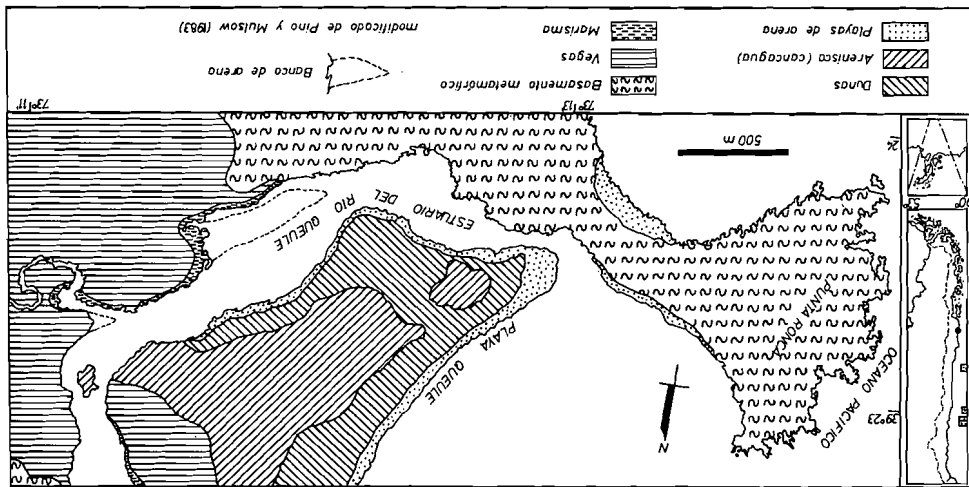 Playas de arena
Marisma
modificado de Pino y Mulsow (1983)
Arenisca (cancagua)
Vegas
Banco de arena
Dunas
Basamento metamórfico
73°13'
73°11'
500 m
ESTUARIO DEL
RIO QUEULE
PUNTA RONCA
OCEANO PACIFICO
PLAYA
QUEULE
39°23'
N